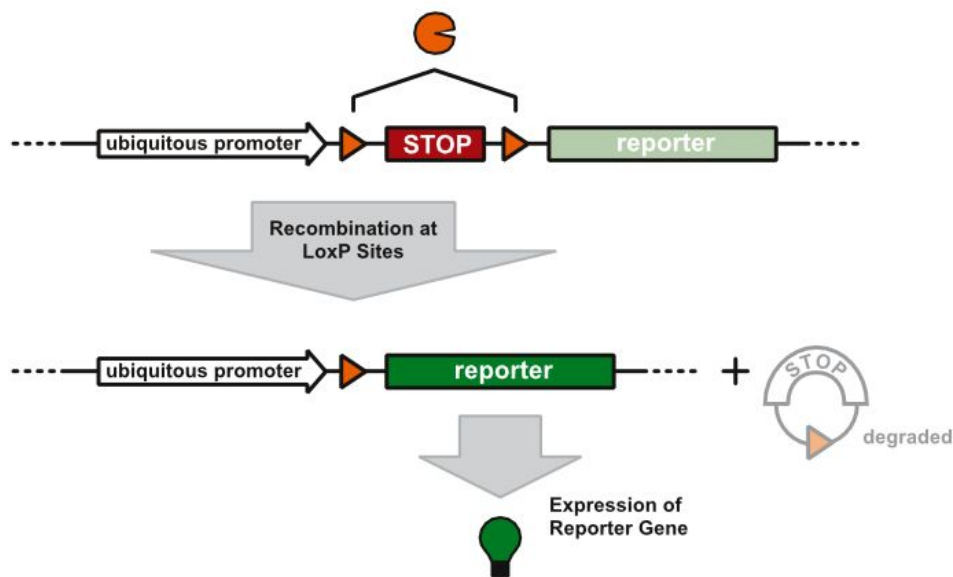 ubiquitous promoter STOP reporter
Recombination at
LoxP Sites
ubiquitous promoter reporter + STOP
degraded
Expression of
Reporter Gene